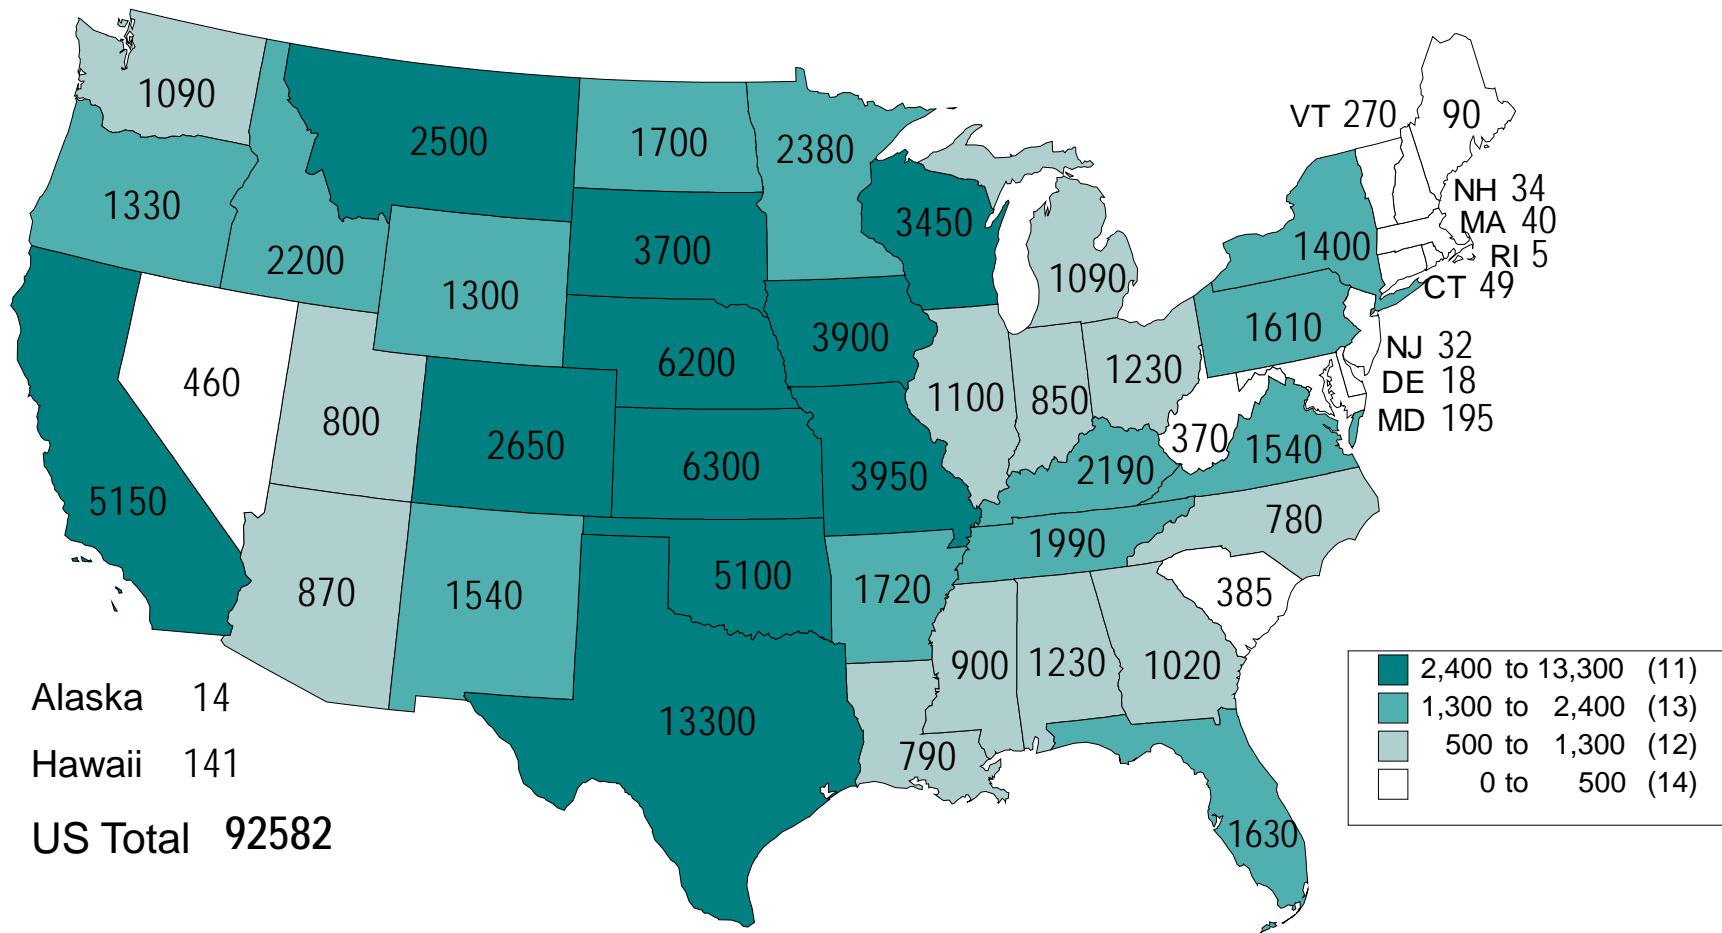 1090
2500
1700
2380
VT 270
90
1330
2200
1300
3700
3450
1090
1400
NH 34
MA 40
RI 5
CT 49
460
800
2650
6200
3900
1100
850
1230
1610
NJ 32
DE 18
MD 195
5150
6300
3950
2190
370
1540
870
1540
5100
1720
1990
780
385
13300
790
900
1230
1020
1630
Alaska 14
Hawaii 141
US Total 92582
2,400 to 13,300 (11)
1,300 to 2,400 (13)
500 to 1,300 (12)
0 to 500 (14)